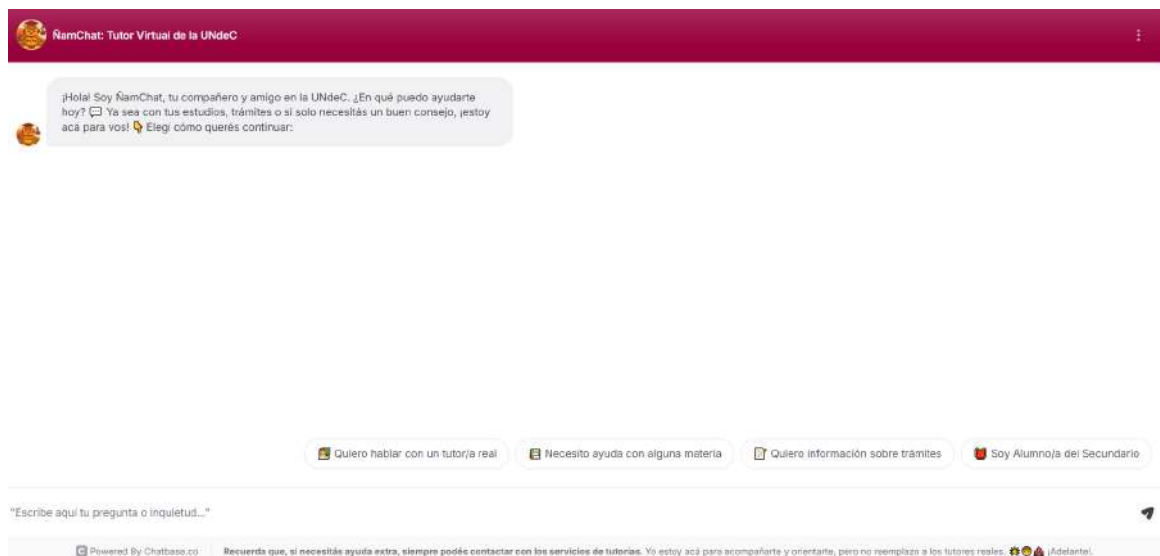 ÑamChat: Tutor Virtual de la UNdeC
¡Hola! Soy ÑamChat, tu compañero y amigo en la UNdeC. ¿En qué puedo ayudarte
hoy? 💬 Ya sea con tus estudios, trámites o si solo necesitás un buen consejo, ¡estoy
acá para vos! 👇 Elegí cómo querés continuar:
Quiero hablar con un tutor/a real
Necesito ayuda con alguna materia
Quiero información sobre trámites
Soy Alumno/a del Secundario
"Escribe aquí tu pregunta o inquietud..."
Powered By Chatbase.co
Recuerda que, si necesitás ayuda extra, siempre podés contactar con los servicios de tutorías. Yo estoy acá para acompañarte y orientarte, pero no reemplazo a los tutores reales. ¡Adelante!.